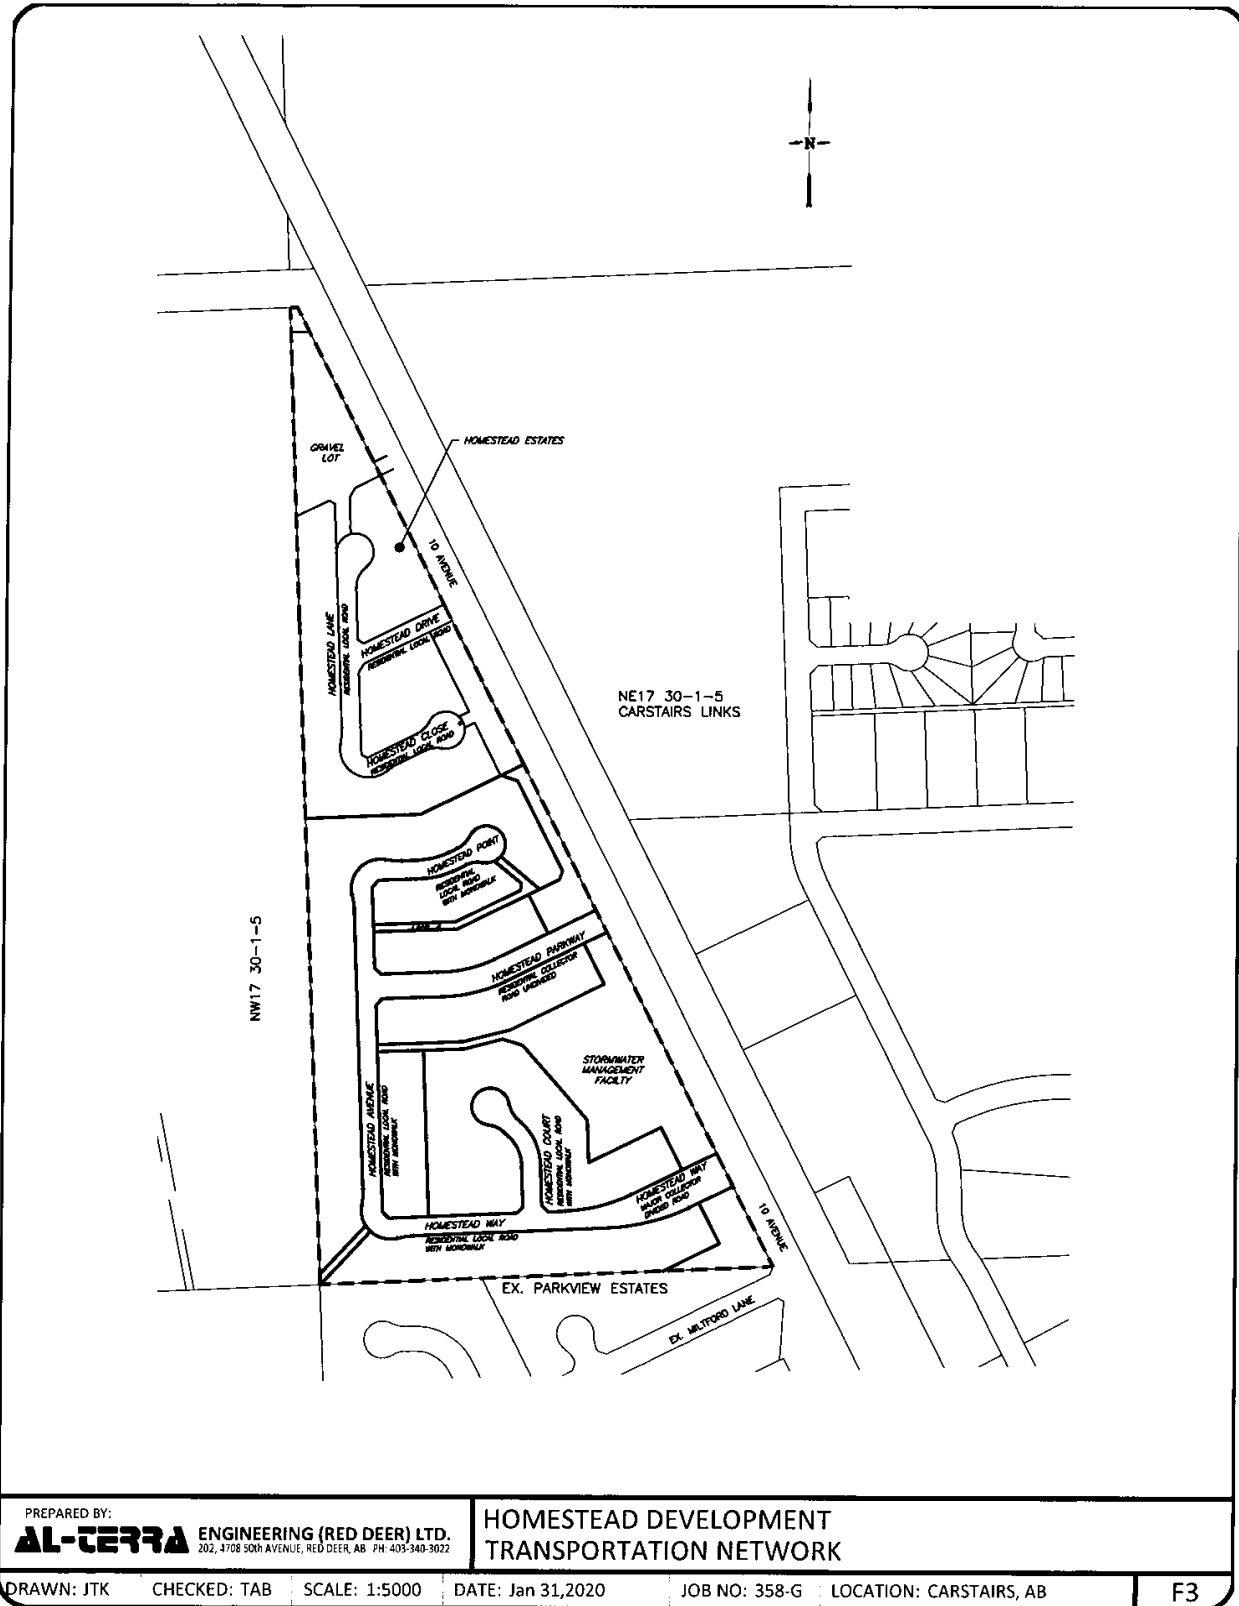 N
HOMESTEAD ESTATES
GRAVEL
LOT
10 AVENUE
HOMESTEAD LANE
RESIDENTIAL LOCAL ROAD
HOMESTEAD DRIVE
RESIDENTIAL LOCAL ROAD
NE17 30-1-5
CARSTAIRS LINKS
HOMESTEAD CLOSE
RESIDENTIAL LOCAL ROAD
HOMESTEAD POINT
RESIDENTIAL
LOCAL ROAD
WITH MONOWALK
NW17 30-1-5
HOMESTEAD PARKWAY
RESIDENTIAL COLLECTOR
ROAD UNDIVIDED
STORMWATER
MANAGEMENT
FACILTY
HOMESTEAD AVENUE
RESIDENTIAL LOCAL ROAD
WITH MONOWALK
HOMESTEAD COURT
RESIDENTIAL LOCAL ROAD
WITH MONOWALK
HOMESTEAD WAY
MAJOR COLLECTOR
DIVIDED ROAD
10 AVENUE
HOMESTEAD WAY
RESIDENTIAL LOCAL ROAD
WITH MONOWALK
EX. PARKVIEW ESTATES
EX. MILTFORD LANE
PREPARED BY:
AL-TERRA ENGINEERING (RED DEER) LTD.
202, 4708 50th AVENUE, RED DEER, AB PH: 403-340-3022
HOMESTEAD DEVELOPMENT
TRANSPORTATION NETWORK
DRAWN: JTK CHECKED: TAB SCALE: 1:5000 DATE: Jan 31,2020 JOB NO: 358-G LOCATION: CARSTAIRS, AB F3